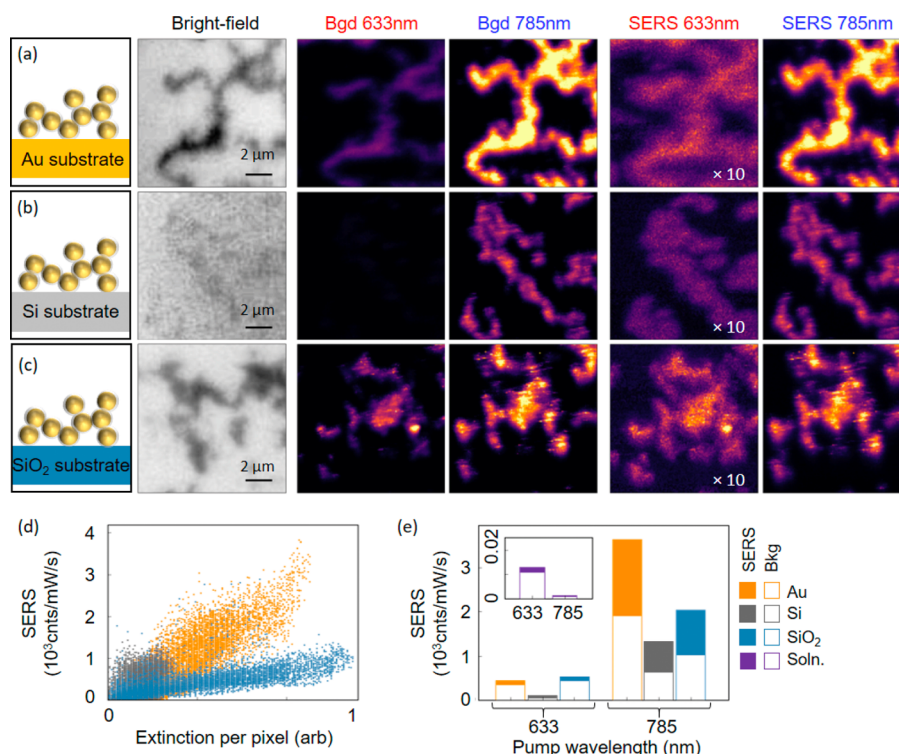 Bright-field
Bgd 633nm
Bgd 785nm
SERS 633nm
SERS 785nm
(a)
Au substrate
2 µm
× 10
(b)
Si substrate
2 µm
× 10
(c)
SiO₂ substrate
2 µm
× 10
(d)
SERS
(10³cnts/mW/s)
4
3
2
1
0
0
1
Extinction per pixel (arb)
(e)
SERS
(10³cnts/mW/s)
3
2
1
0
0.02
0
633
785
633
785
Pump wavelength (nm)
SERS
Bkg
Au
Si
SiO₂
Soln.